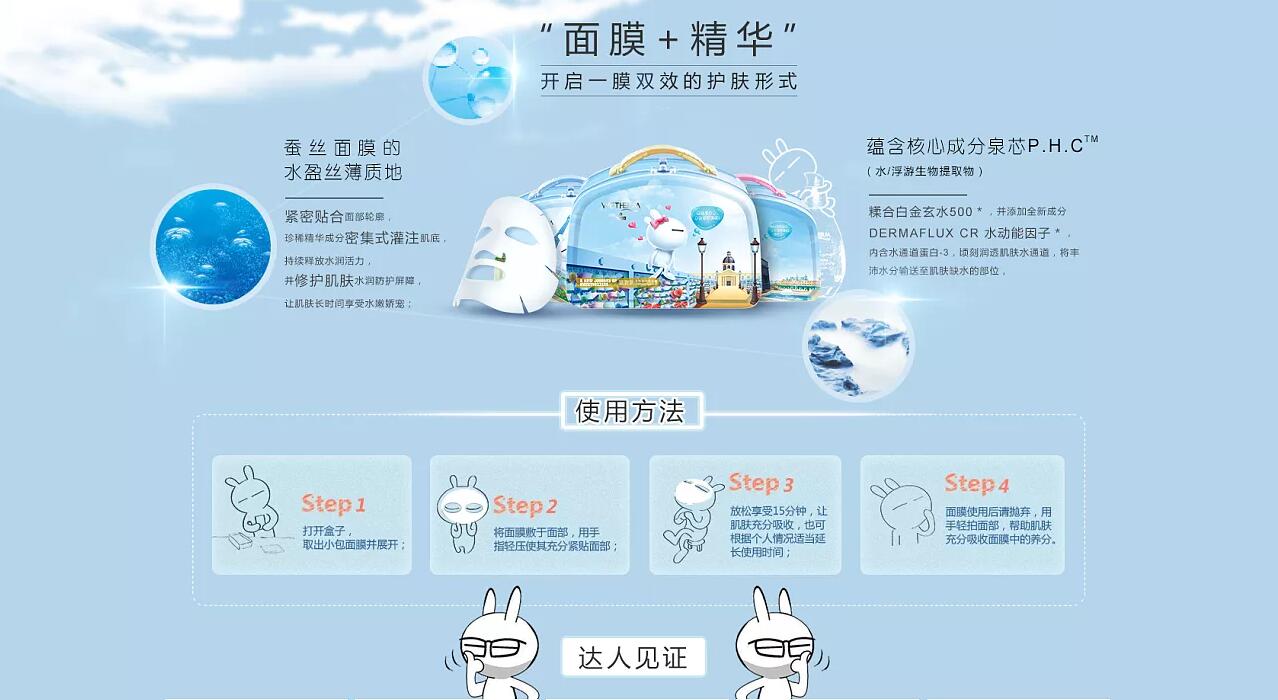 “面膜+精华”
开启一膜双效的护肤形式
蚕丝面膜的
水盈丝薄质地
紧密贴合面部轮廓，
珍稀精华成分密集式灌注肌底，
持续释放水润活力，
并修护肌肤水润防护屏障，
让肌肤长时间享受水嫩娇宠；
蕴含核心成分泉芯P.H.C™
（水/浮游生物提取物）
糅合白金玄水500*，并添加全新成分
DERMAFLUX CR 水动能因子*，
内含水通道蛋白-3，顷刻润透肌肤水通道，将丰
沛水分输送至肌肤缺水的部位，
使用方法
Step1
打开盒子，
取出小包面膜并展开；
Step2
将面膜敷于面部，用手
指轻压使其充分紧贴面部；
Step3
放松享受15分钟，让
肌肤充分吸收，也可
根据个人情况适当延
长使用时间；
Step4
面膜使用后请抛弃，用
手轻拍面部，帮助肌肤
充分吸收面膜中的养分。
达人见证